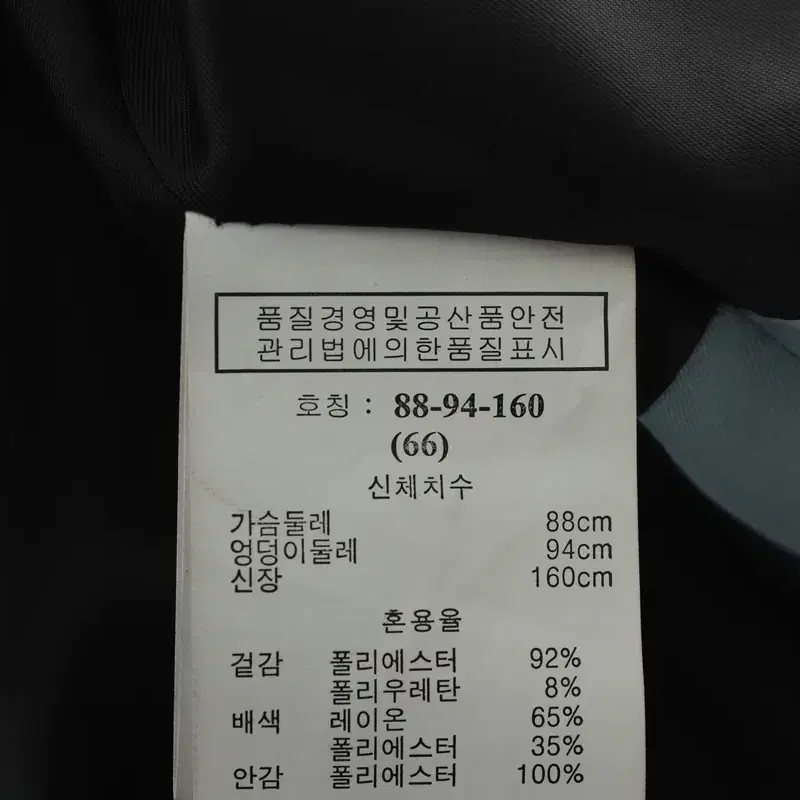 품질경영및공산품안전
관리법에의한품질표시
호칭 : 88-94-160
(66)
신체치수
가슴둘레 88cm
엉덩이둘레 94cm
신장 160cm
혼용율
겉감 폴리에스터 92%
폴리우레탄 8%
배색 레이온 65%
폴리에스터 35%
안감 폴리에스터 100%